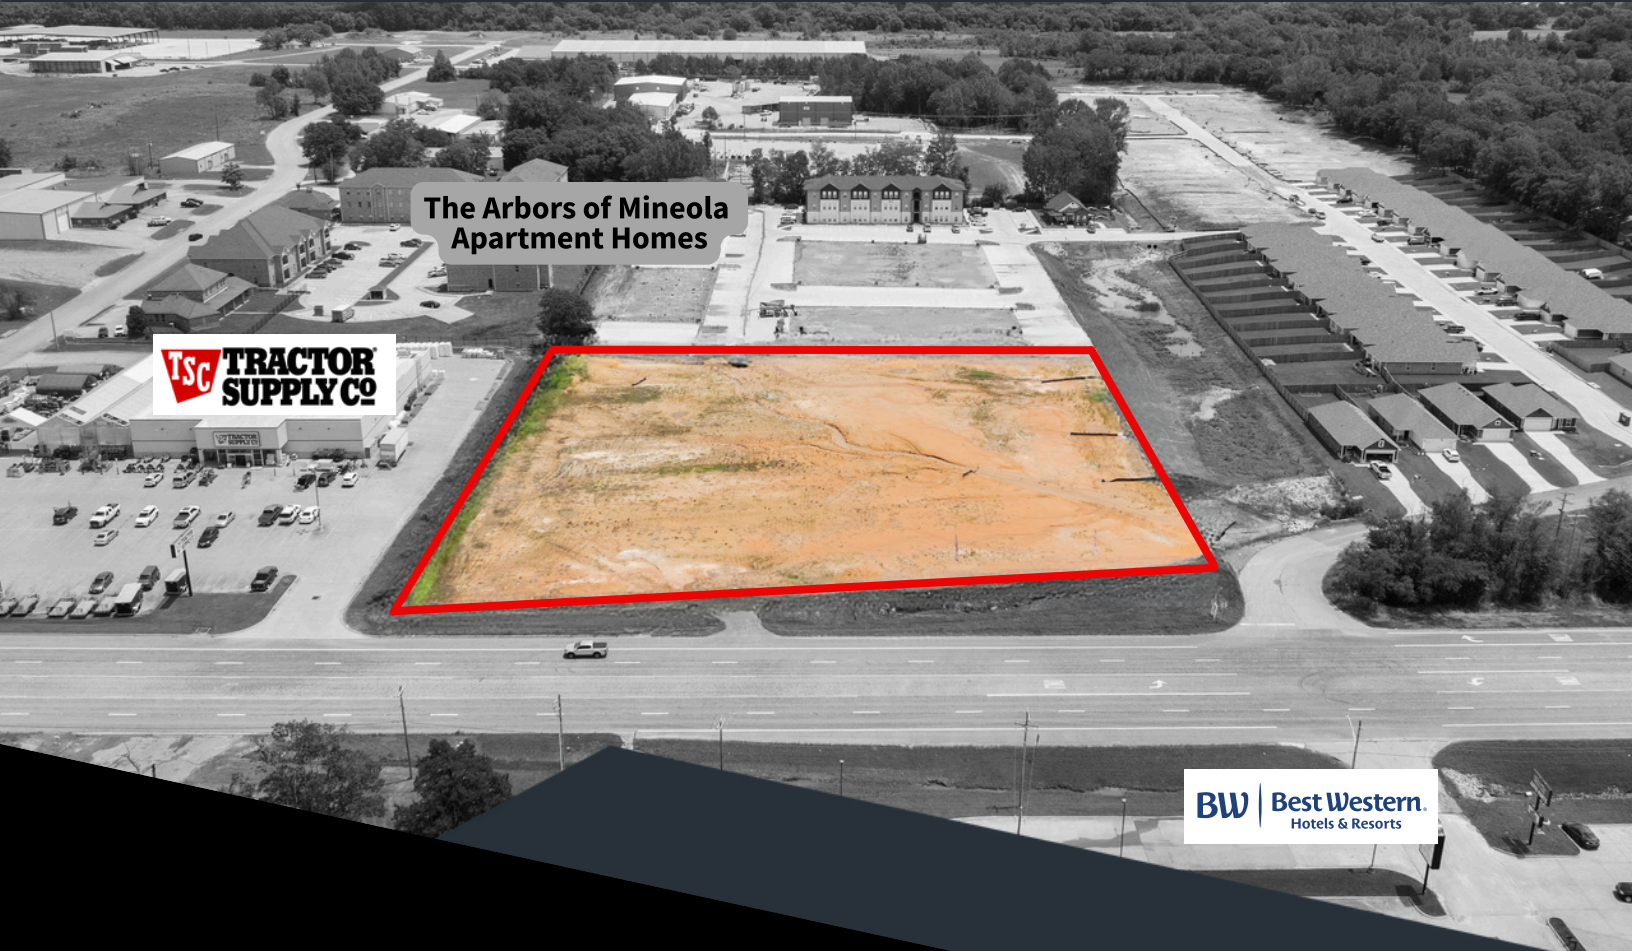 The Arbors of Mineola
Apartment Homes
TSC TRACTOR
SUPPLY CO
TRACTOR
SUPPLY CO
BW Best Western.
Hotels & Resorts